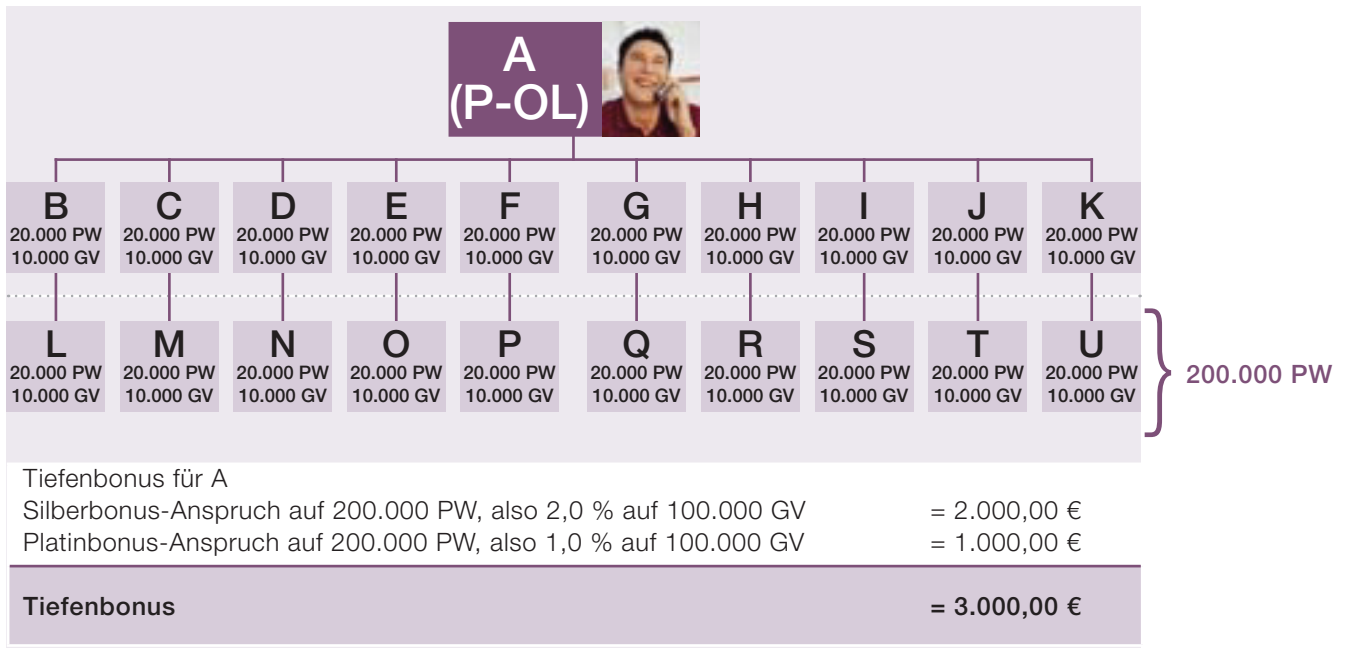 A
(P-OL)
B C D E F G H I J K
20.000 PW 20.000 PW 20.000 PW 20.000 PW 20.000 PW 20.000 PW 20.000 PW 20.000 PW 20.000 PW 20.000 PW
10.000 GV 10.000 GV 10.000 GV 10.000 GV 10.000 GV 10.000 GV 10.000 GV 10.000 GV 10.000 GV 10.000 GV
L M N O P Q R S T U
20.000 PW 20.000 PW 20.000 PW 20.000 PW 20.000 PW 20.000 PW 20.000 PW 20.000 PW 20.000 PW 20.000 PW
10.000 GV 10.000 GV 10.000 GV 10.000 GV 10.000 GV 10.000 GV 10.000 GV 10.000 GV 10.000 GV 10.000 GV
200.000 PW
Tiefenbonus für A
Silberbonus-Anspruch auf 200.000 PW, also 2,0 % auf 100.000 GV = 2.000,00 €
Platinbonus-Anspruch auf 200.000 PW, also 1,0 % auf 100.000 GV = 1.000,00 €
Tiefenbonus = 3.000,00 €